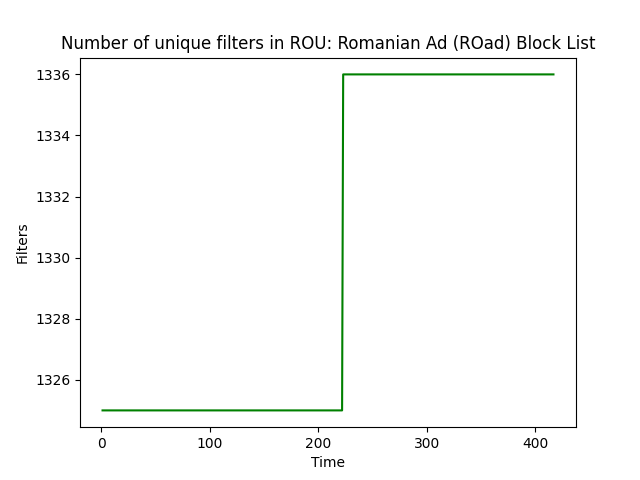 Number of unique filters in ROU: Romanian Ad (ROad) Block List
1336
1334
1332
1330
1328
1326
Filters
0 100 200 300 400
Time